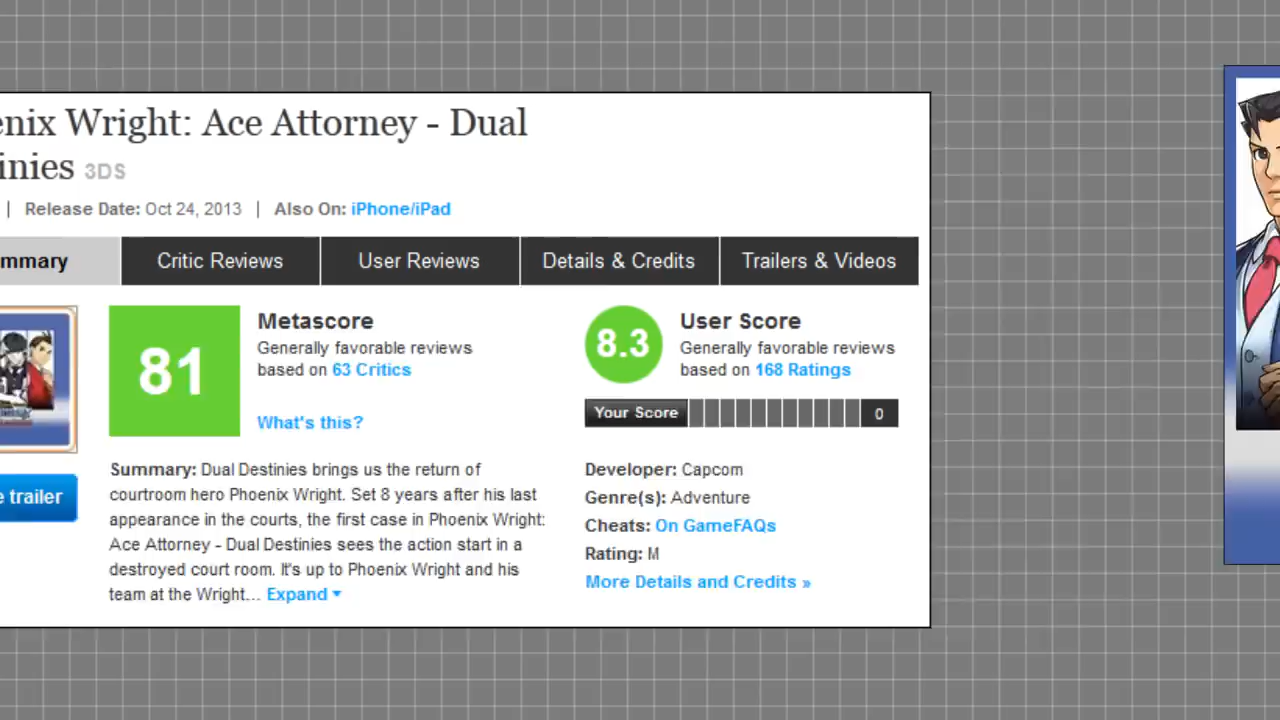 enix Wright: Ace Attorney - Dual
inies 3DS
| Release Date: Oct 24, 2013 | Also On: iPhone/iPad
mmary Critic Reviews User Reviews Details & Credits Trailers & Videos
81
Metascore
Generally favorable reviews
based on 63 Critics
What's this?
8.3
User Score
Generally favorable reviews
based on 168 Ratings
Your Score 0
e trailer
Summary: Dual Destinies brings us the return of
courtroom hero Phoenix Wright. Set 8 years after his last
appearance in the courts, the first case in Phoenix Wright:
Ace Attorney - Dual Destinies sees the action start in a
destroyed court room. It's up to Phoenix Wright and his
team at the Wright... Expand
Developer: Capcom
Genre(s): Adventure
Cheats: On GameFAQs
Rating: M
More Details and Credits »